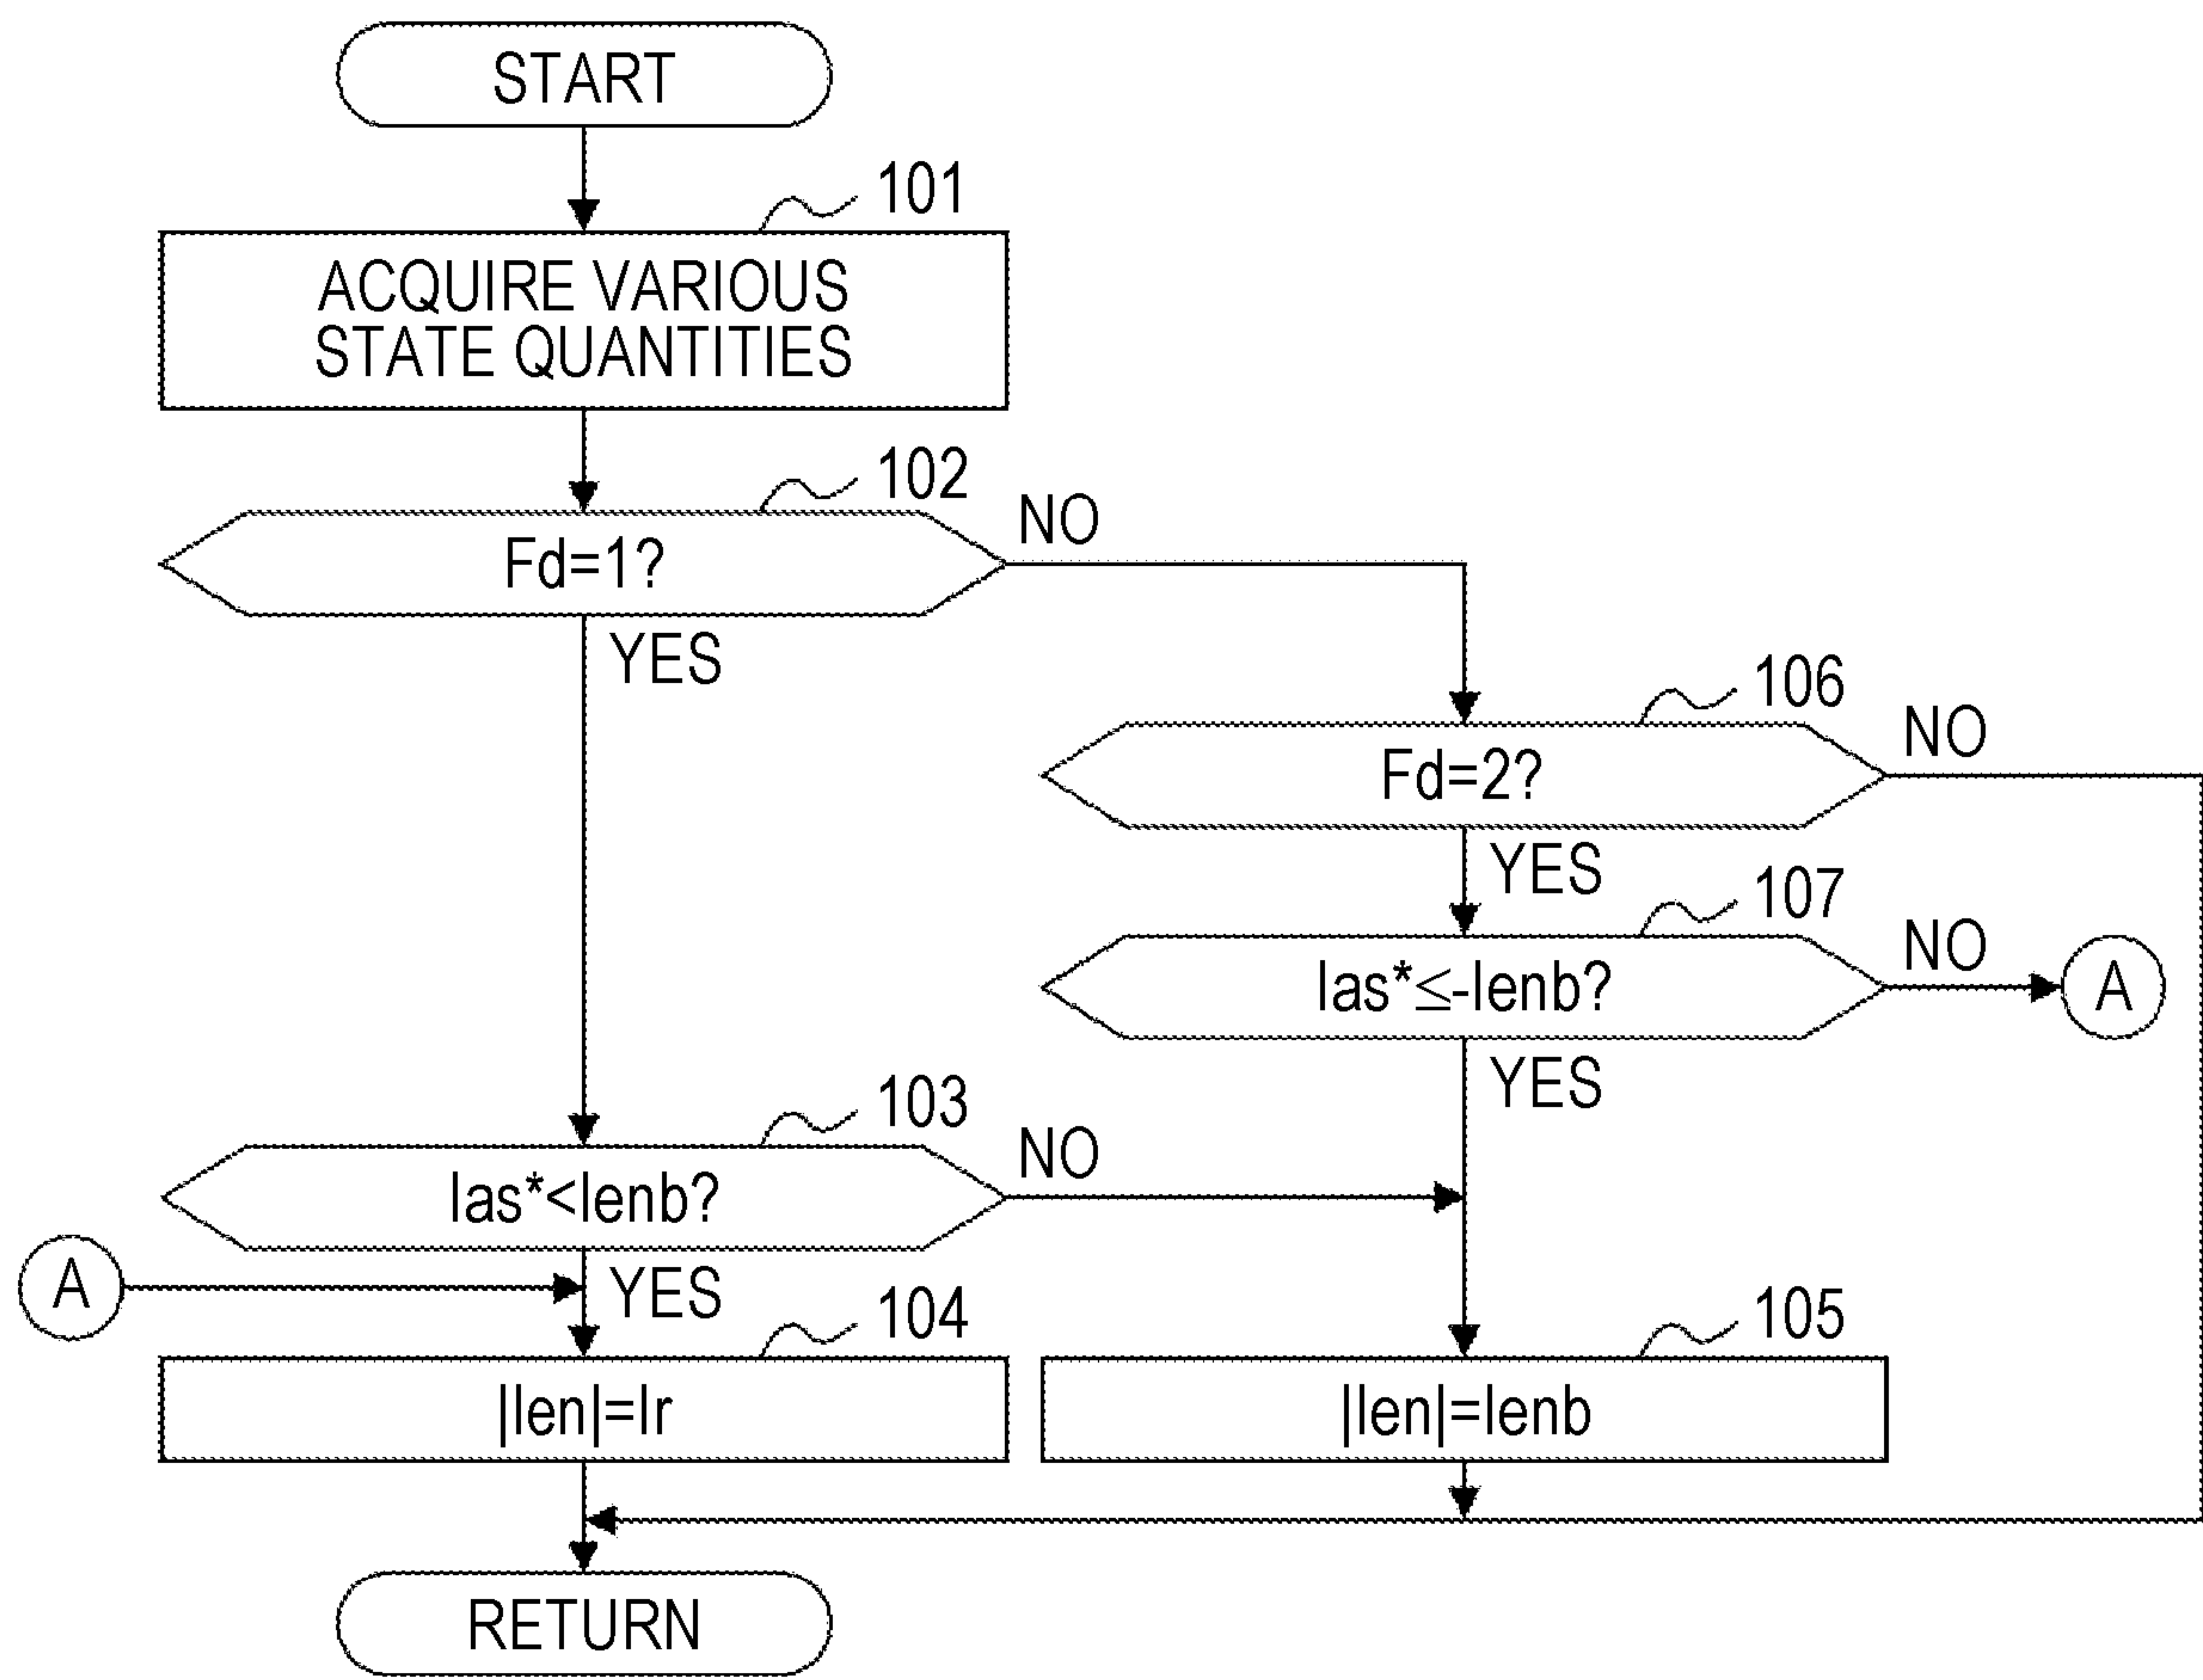 START
101
ACQUIRE VARIOUS
STATE QUANTITIES
102
Fd=1?
NO
YES
106
Fd=2?
NO
YES
107
Ias*≤-Ienb?
NO
A
YES
103
Ias*<Ienb?
NO
A
YES
104
|Ien|=Ir
105
|Ien|=Ienb
RETURN